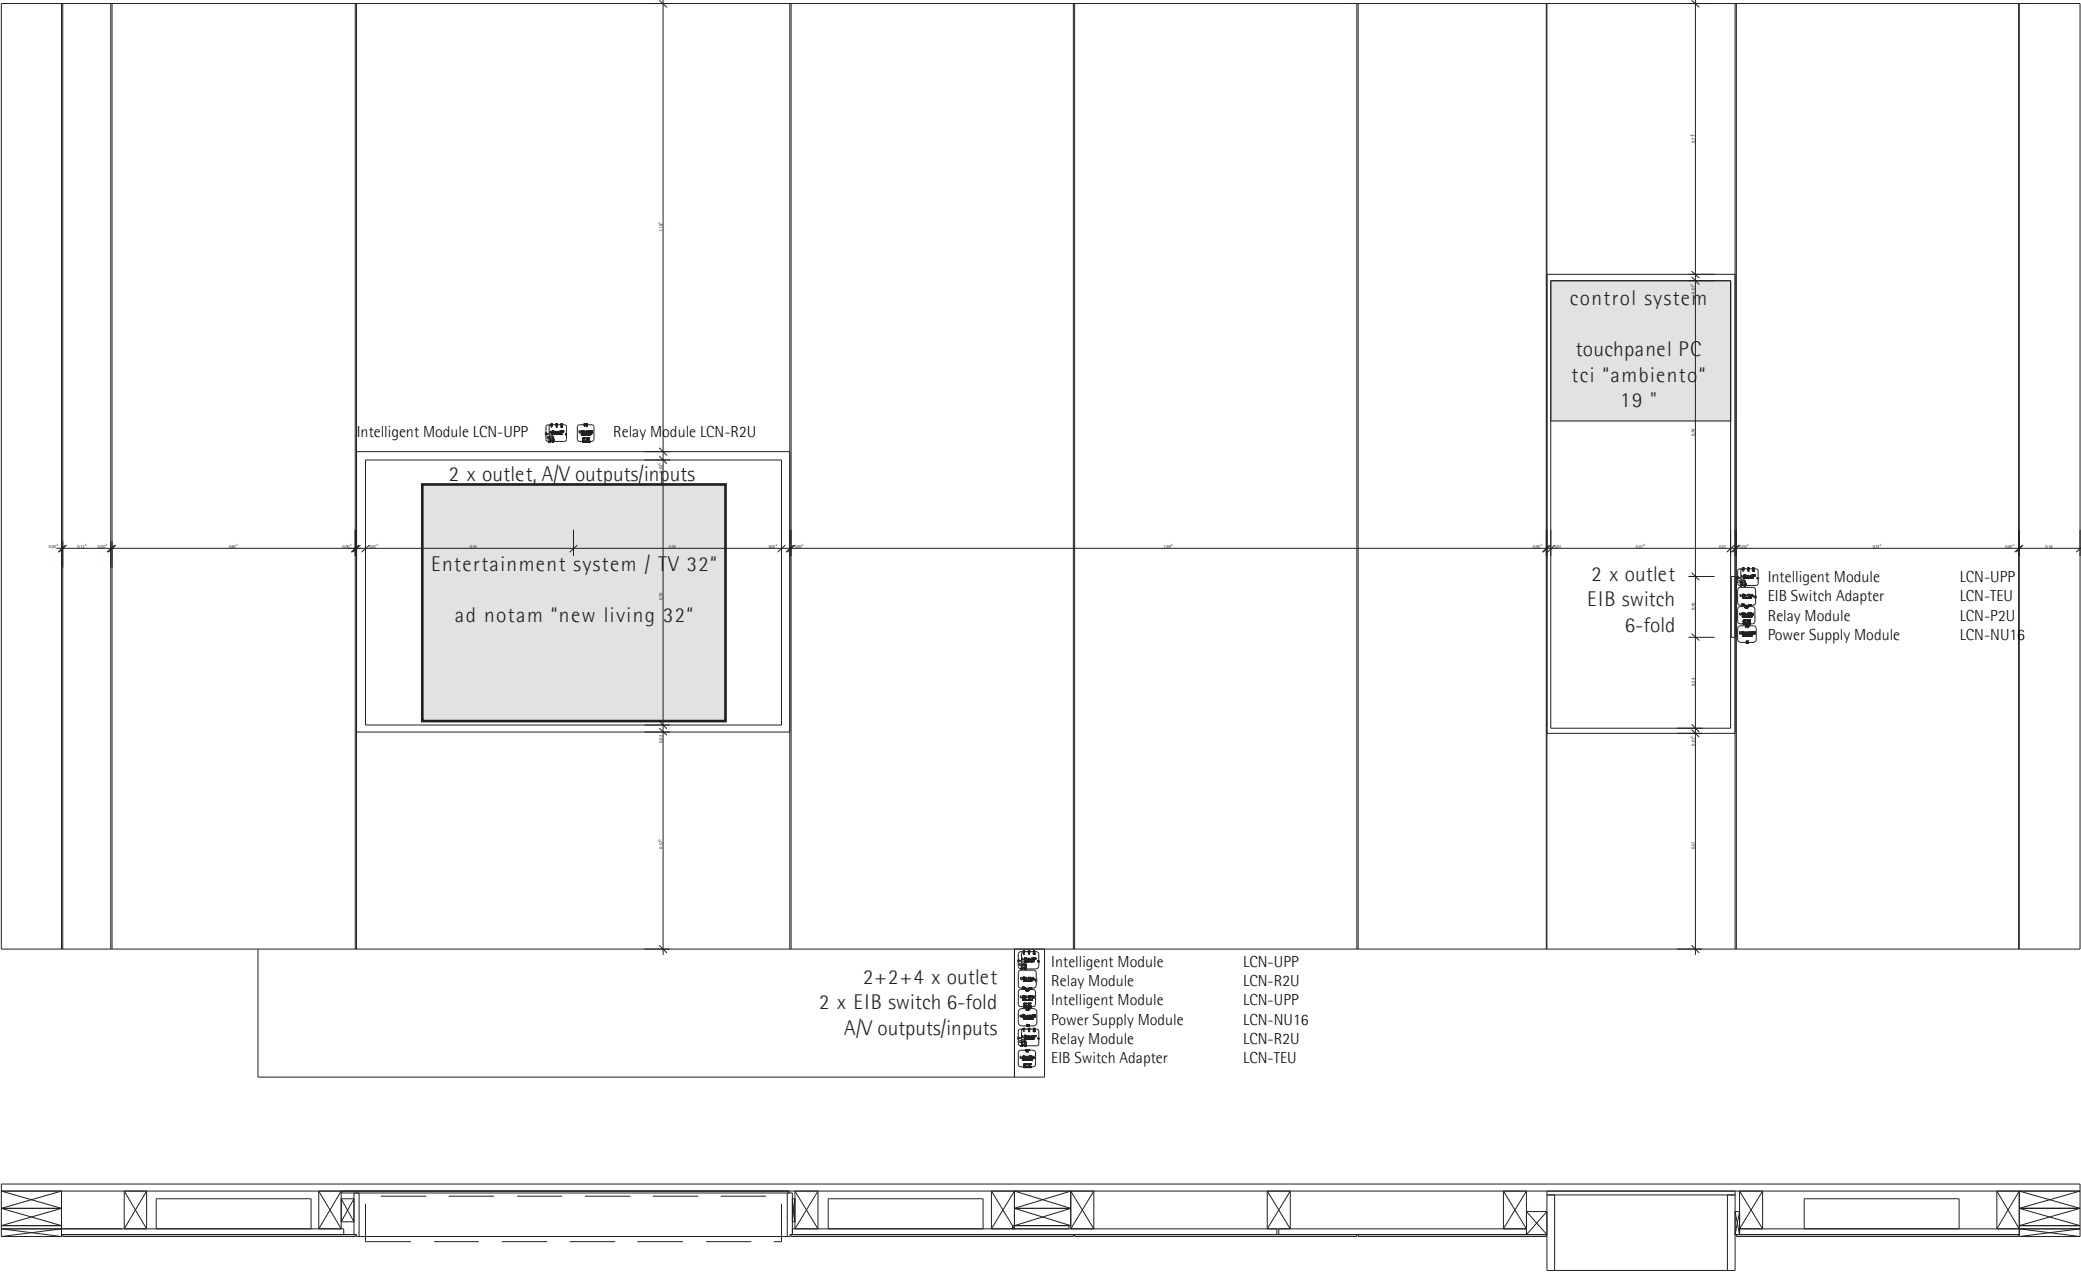 control system
touchpanel PC
tci "ambiento"
19 "
Intelligent Module LCN-UPP
Relay Module LCN-R2U
2 x outlet, A/V outputs/inputs
Entertainment system / TV 32"
ad notam "new living 32"
2 x outlet
EIB switch
6-fold
Intelligent Module LCN-UPP
EIB Switch Adapter LCN-TEU
Relay Module LCN-P2U
Power Supply Module LCN-NU16
2+2+4 x outlet
2 x EIB switch 6-fold
A/V outputs/inputs
Intelligent Module LCN-UPP
Relay Module LCN-R2U
Intelligent Module LCN-UPP
Power Supply Module LCN-NU16
Relay Module LCN-R2U
EIB Switch Adapter LCN-TEU